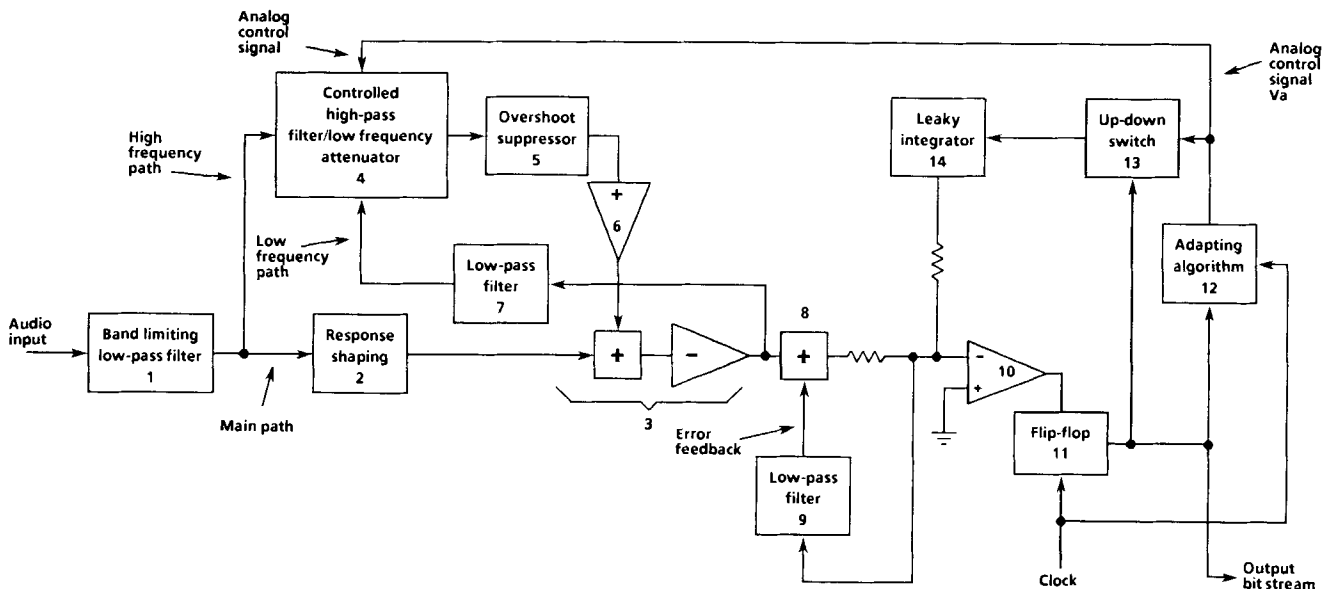 Analog
control
signal
Controlled
high-pass
filter/low frequency
attenuator
4
Overshoot
suppressor
5
Leaky
integrator
14
Up-down
switch
13
Analog
control
signal
Va
High
frequency
path
+
6
Low
frequency
path
Low-pass
filter
7
Adapting
algorithm
12
8
Audio
input
Band limiting
low-pass filter
1
Response
shaping
2
+
−
+
−
+
10
3
Main path
Error
feedback
Flip-flop
11
Low-pass
filter
9
Clock
Output
bit stream